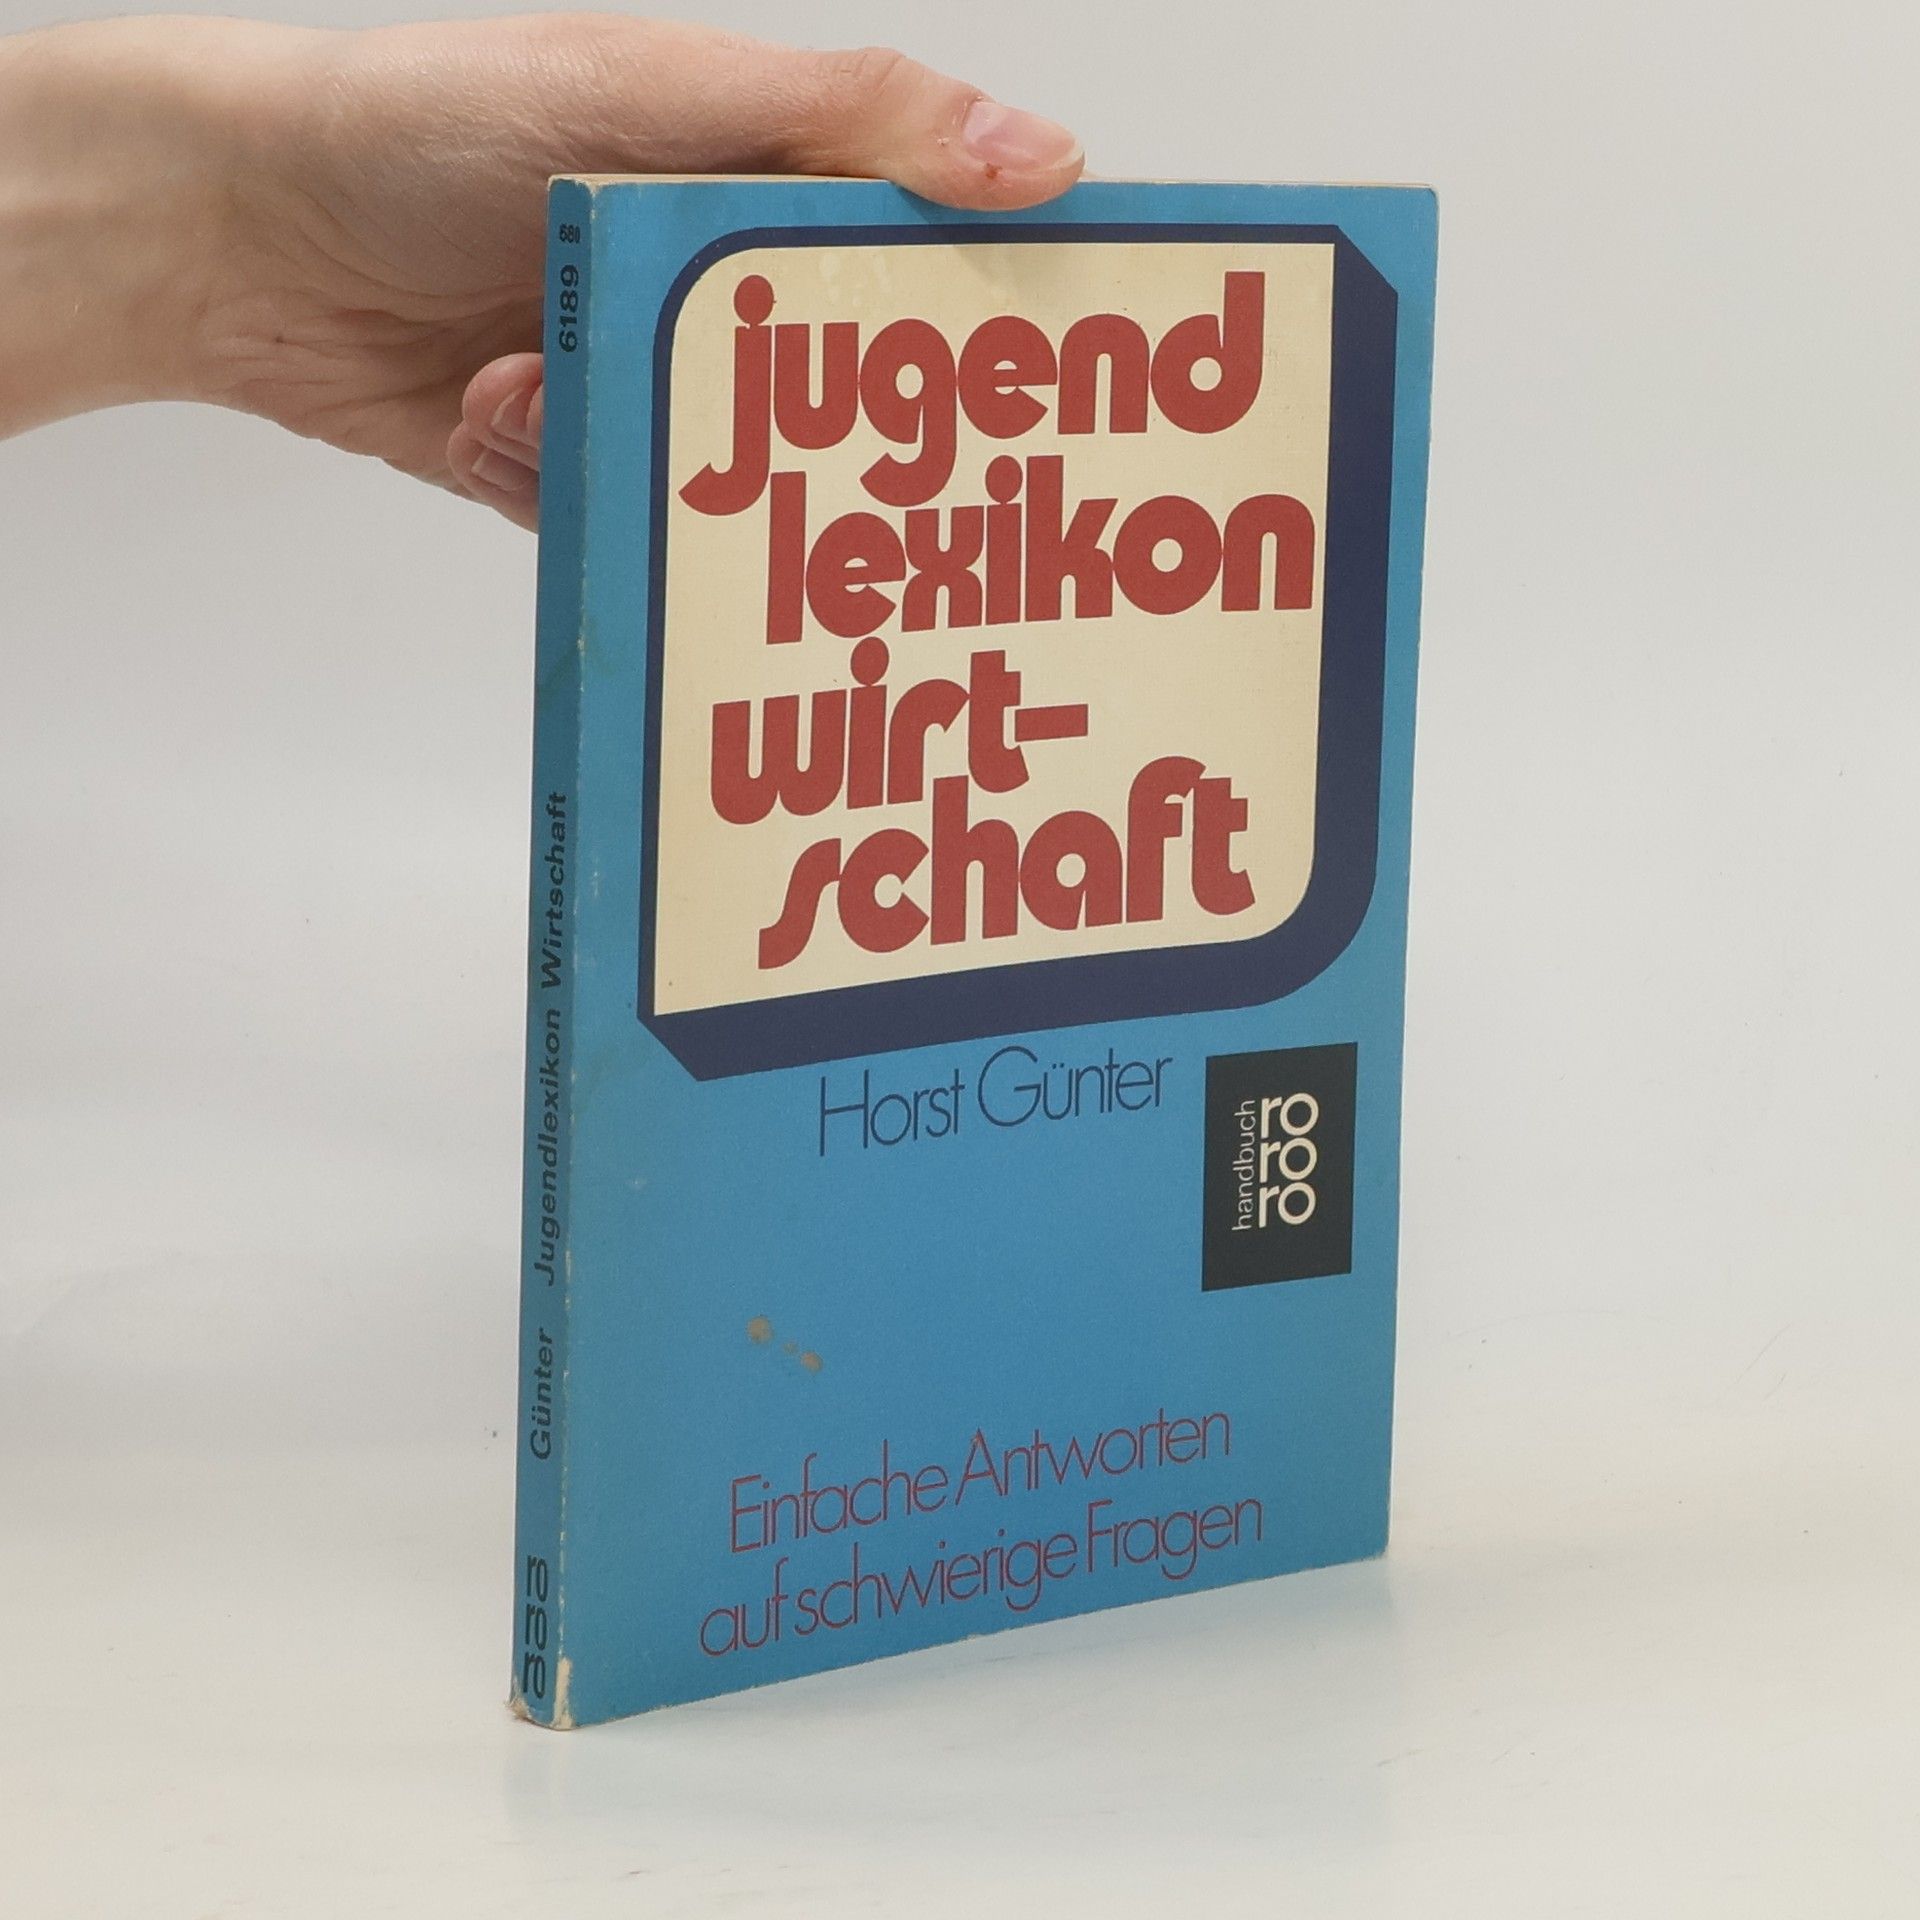 jugend
lexikon
wirt-
schaft
Horst Günter
handbuch
ro
ro
ro
Einfache Antworten
auf schwierige Fragen
680
6189
Günter Jugendlexikon Wirtschaft
ro
ro
ro